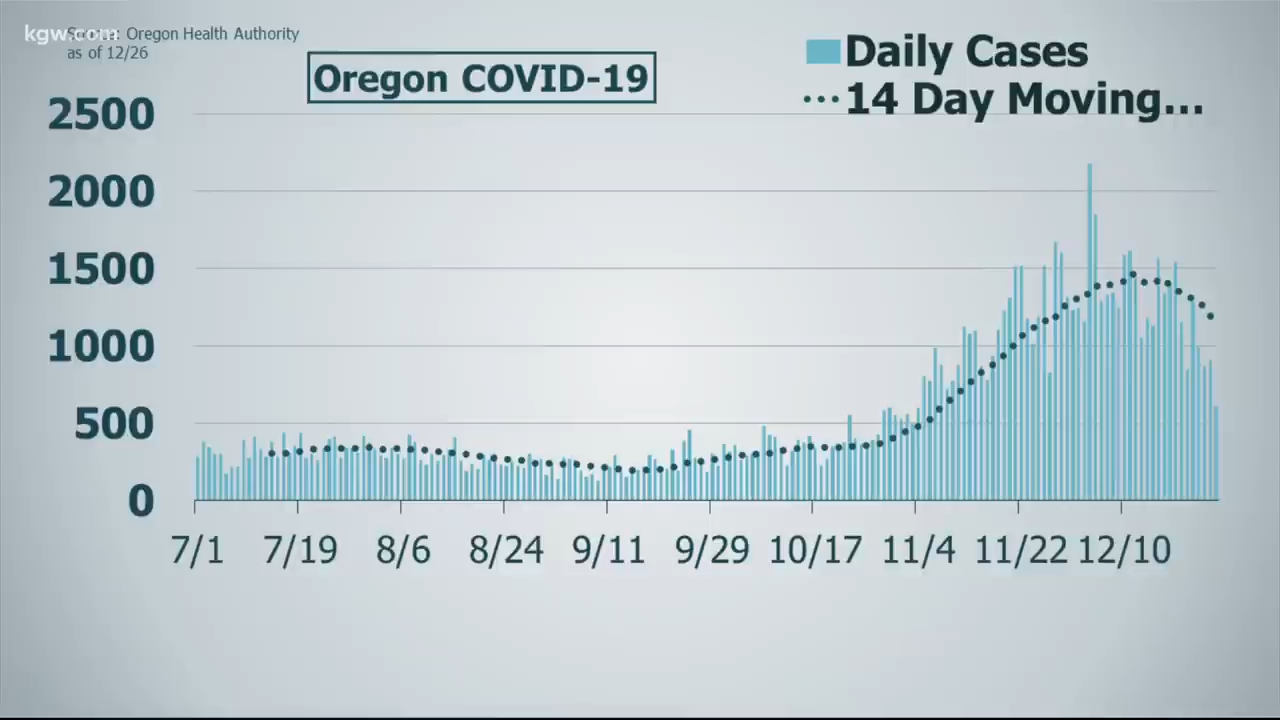 kgw.com
Oregon Health Authority
as of 12/26
Oregon COVID-19
Daily Cases
14 Day Moving...
2500
2000
1500
1000
500
0
7/1 7/19 8/6 8/24 9/11 9/29 10/17 11/4 11/22 12/10